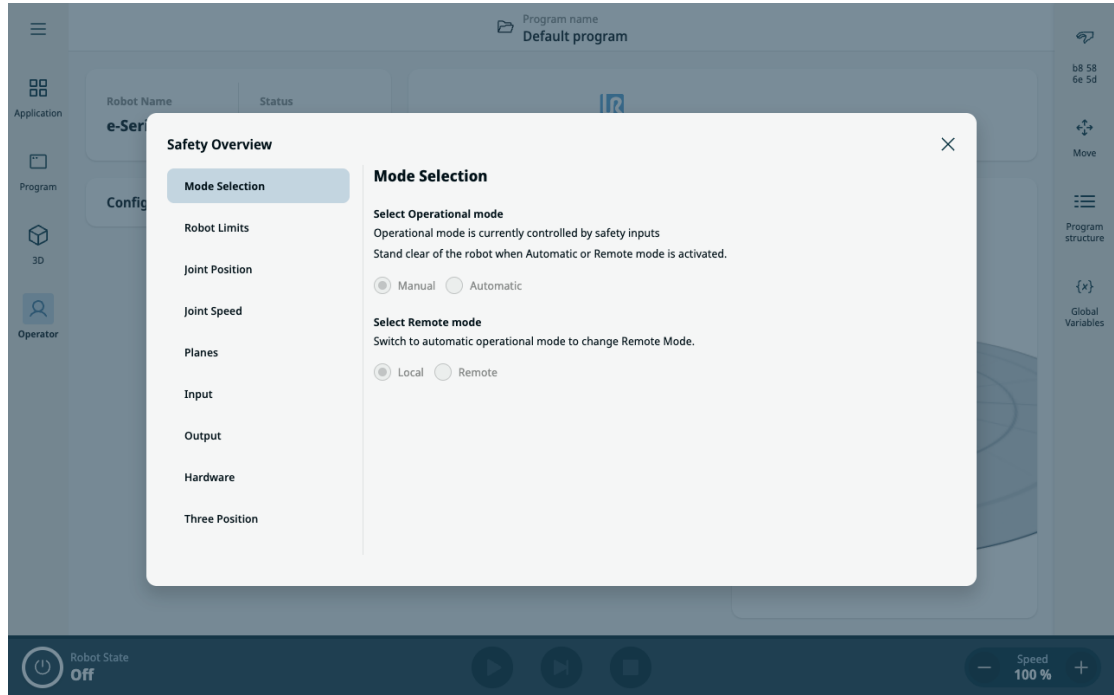 Program name
Default program
Application
Program
3D
Operator
Robot Name
Status
e-Seri
Config
Safety Overview
Mode Selection
Robot Limits
Joint Position
Joint Speed
Planes
Input
Output
Hardware
Three Position
Mode Selection
Select Operational mode
Operational mode is currently controlled by safety inputs
Stand clear of the robot when Automatic or Remote mode is activated.
Manual Automatic
Select Remote mode
Switch to automatic operational mode to change Remote Mode.
Local Remote
b8 58
6e 5d
Move
Program
structure
{x}
Global
Variables
Robot State
Off
Speed
100 %